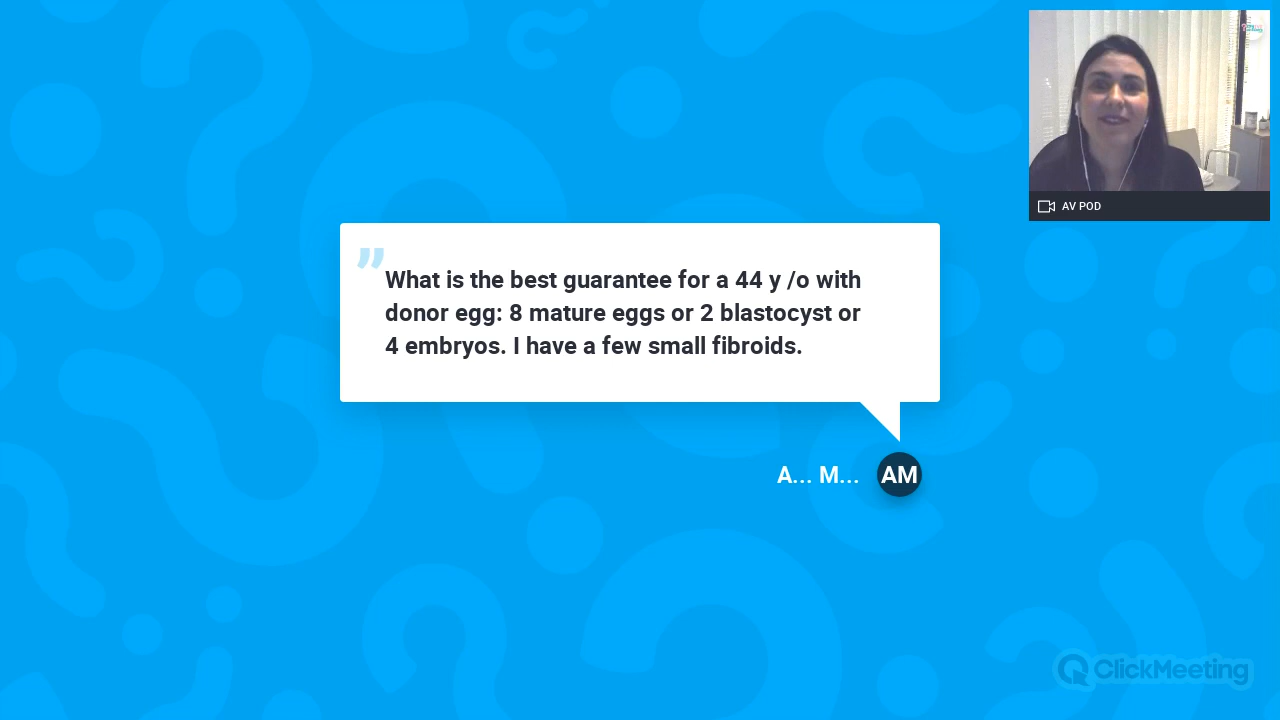 AV POD
"
What is the best guarantee for a 44 y /o with
donor egg: 8 mature eggs or 2 blastocyst or
4 embryos. I have a few small fibroids.
A... M... AM
ClickMeeting